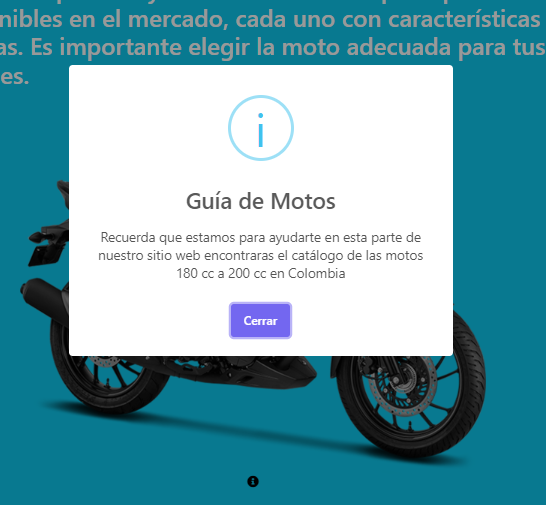 nibles en el mercado, cada uno con características
as. Es importante elegir la moto adecuada para tus
es.
i
Guía de Motos
Recuerda que estamos para ayudarte en esta parte de
nuestro sitio web encontraras el catálogo de las motos
180 cc a 200 cc en Colombia
Cerrar